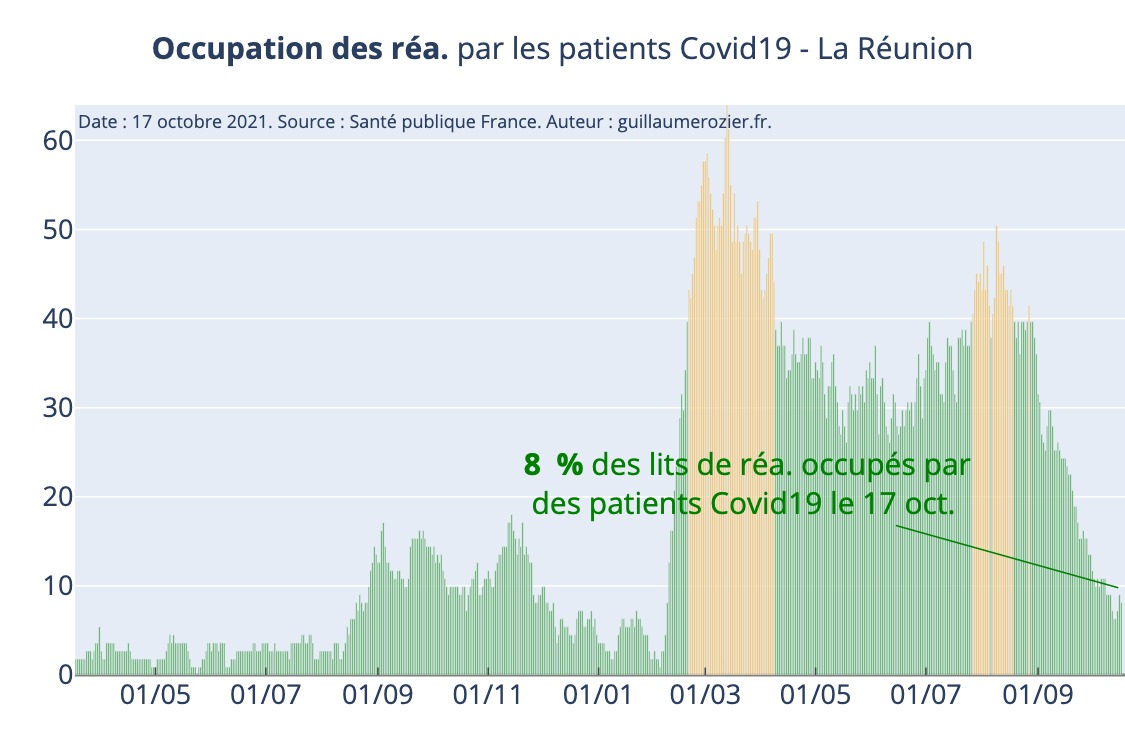 Occupation des réa. par les patients Covid19 - La Réunion
Date : 17 octobre 2021. Source : Santé publique France. Auteur : guillaumerozier.fr.
60
50
40
30
8 % des lits de réa. occupés par
20
des patients Covid19 le 17 oct.
10
0
01/05 01/07 01/09 01/11 01/01 01/03 01/05 01/07 01/09